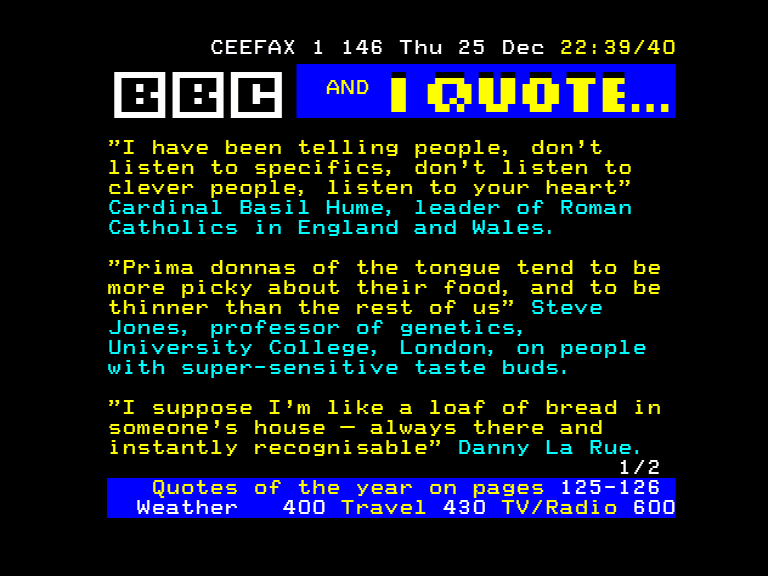 CEEFAX 1 146 Thu 25 Dec 22:39/40
BBC AND I QUOTE...
"I have been telling people, don't
listen to specifics, don't listen to
clever people, listen to your heart"
Cardinal Basil Hume, leader of Roman
Catholics in England and Wales.
"Prima donnas of the tongue tend to be
more picky about their food, and to be
thinner than the rest of us" Steve
Jones, professor of genetics,
University College, London, on people
with super-sensitive taste buds.
"I suppose I'm like a loaf of bread in
someone's house — always there and
instantly recognisable" Danny La Rue.
1/2
Quotes of the year on pages 125-126
Weather 400 Travel 430 TV/Radio 600